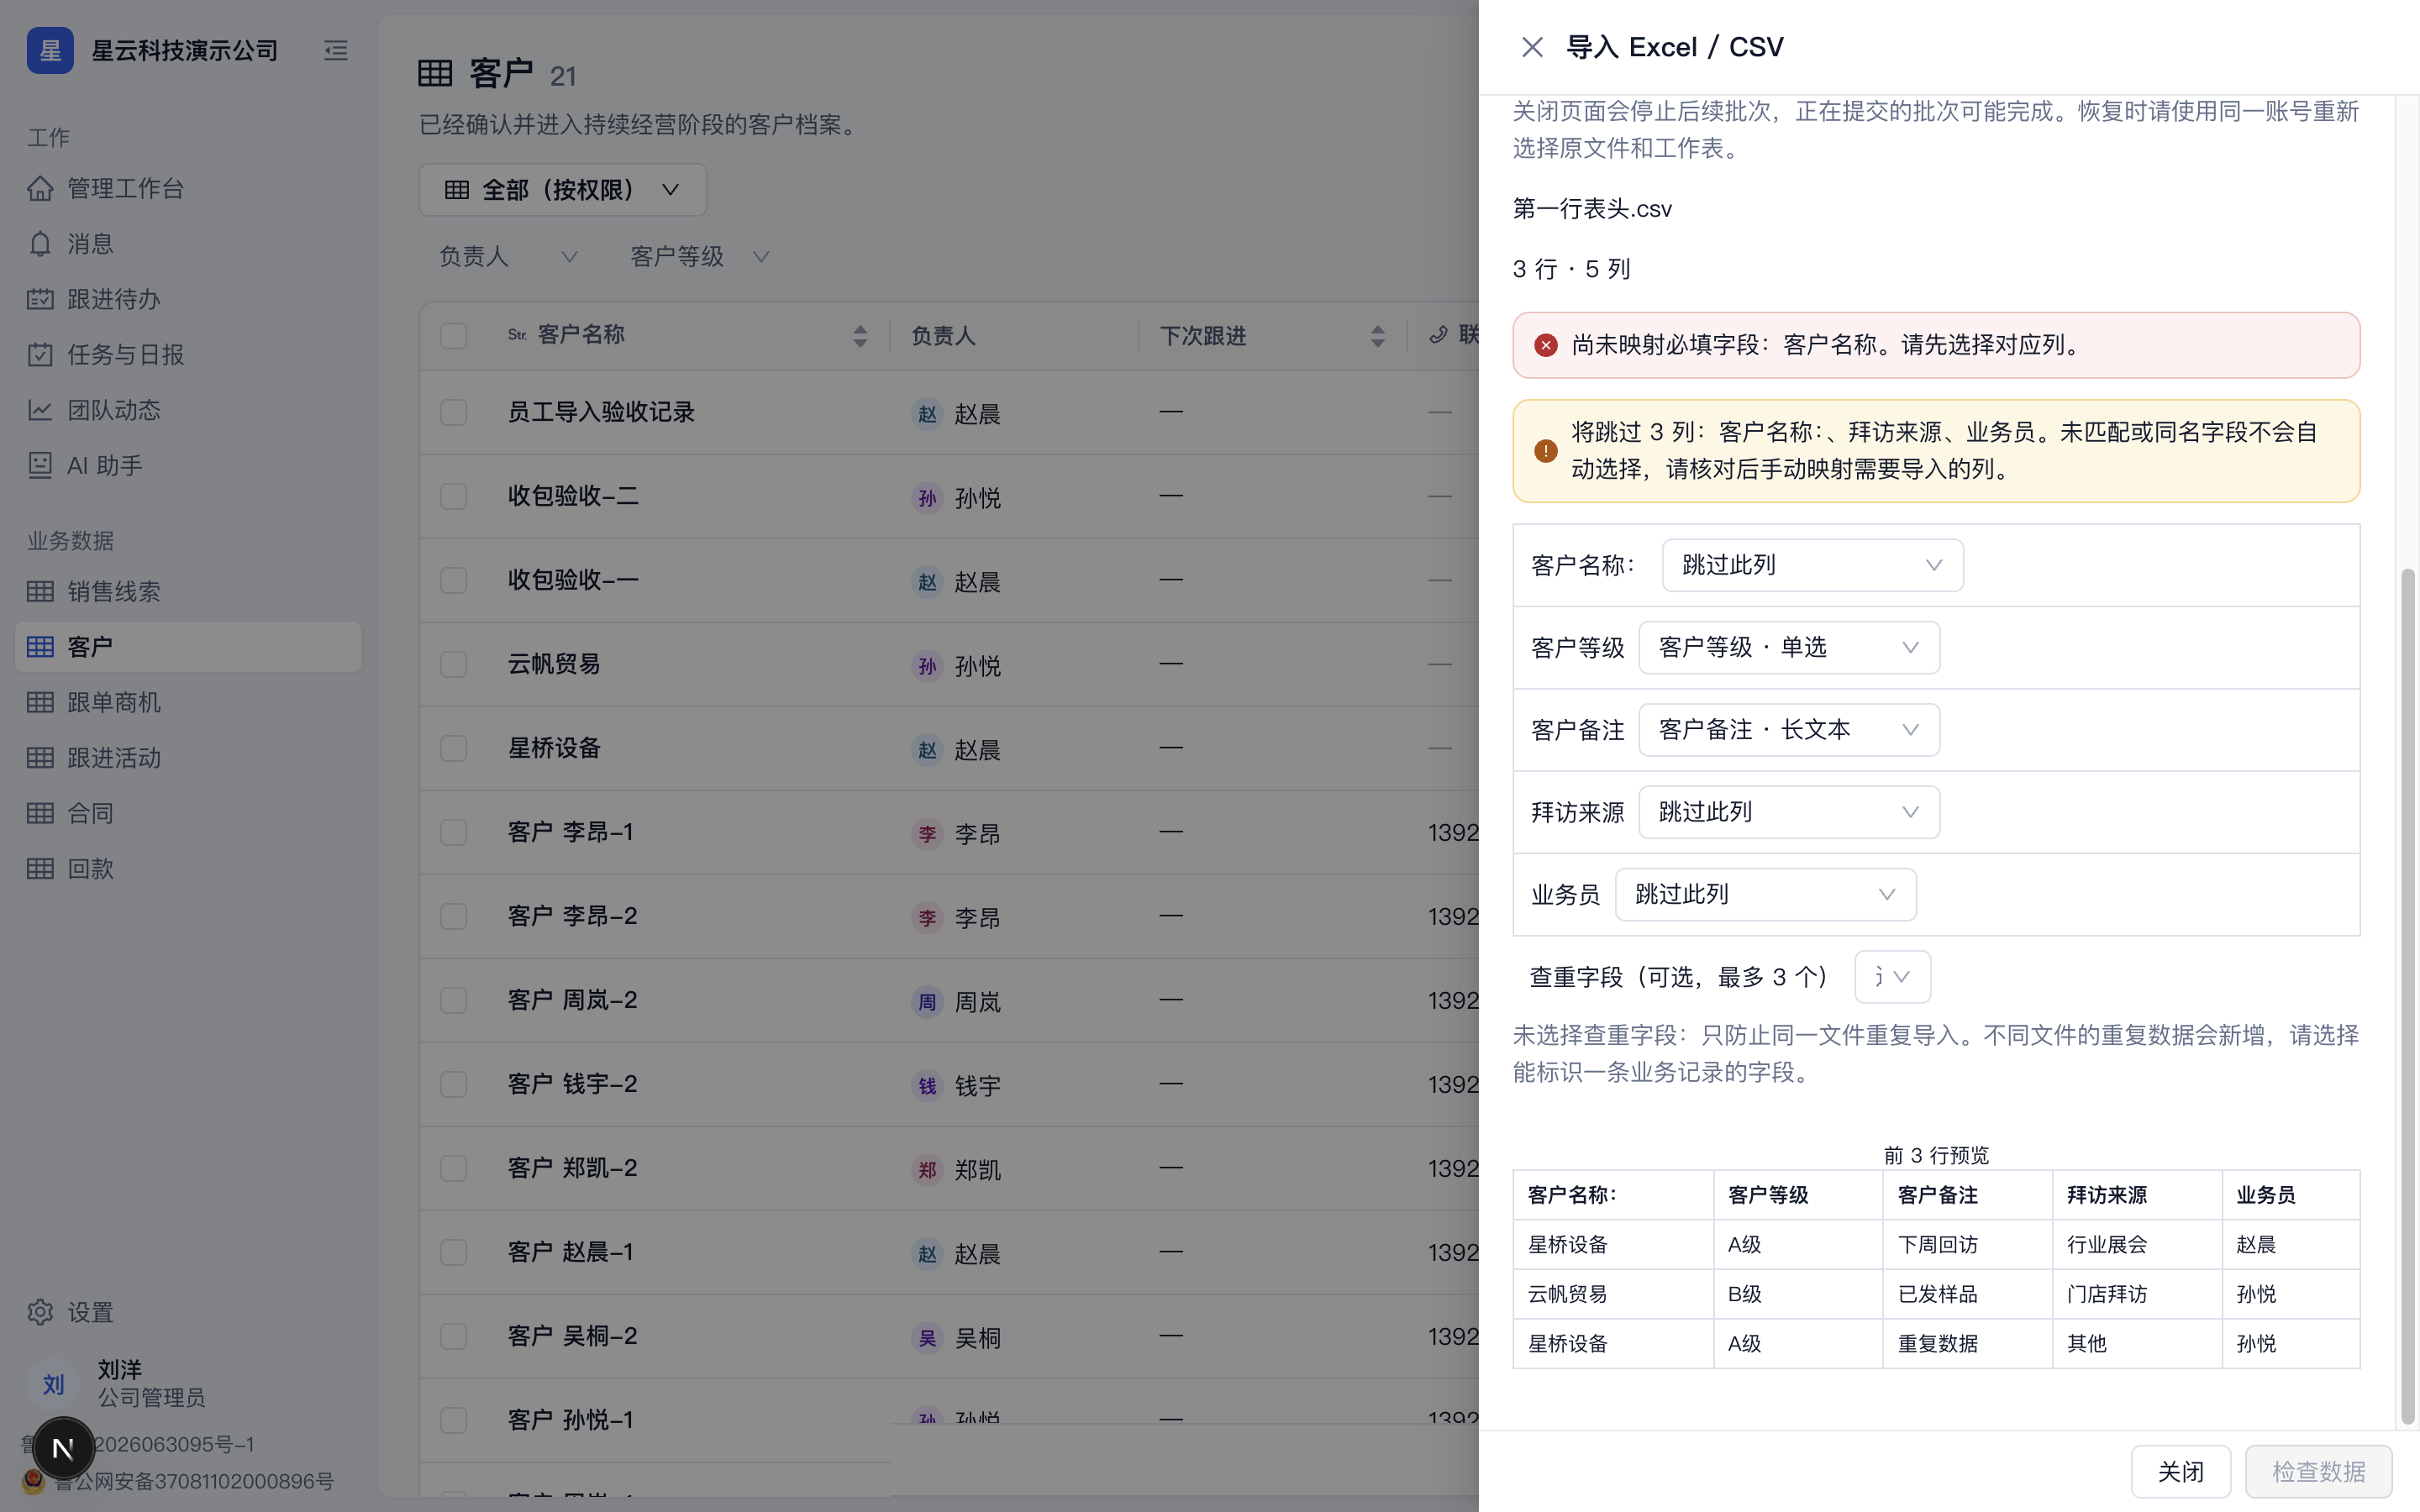 星 星云科技演示公司
工作
管理工作台
消息
跟进待办
任务与日报
团队动态
AI 助手
业务数据
销售线索
客户
跟单商机
跟进活动
合同
回款
设置
刘 刘洋
公司管理员
N 2026063095号-1
鲁公网安备37081102000896号
客户 21
已经确认并进入持续经营阶段的客户档案。
全部（按权限）
负责人 客户等级
Str. 客户名称 负责人 下次跟进 联
员工导入验收记录 赵 赵晨 — —
收包验收-二 孙 孙悦 — —
收包验收-一 赵 赵晨 — —
云帆贸易 孙 孙悦 — —
星桥设备 赵 赵晨 — —
客户 李昂-1 李 李昂 — 1392
客户 李昂-2 李 李昂 — 1392
客户 周岚-2 周 周岚 — 1392
客户 钱宇-2 钱 钱宇 — 1392
客户 郑凯-2 郑 郑凯 — 1392
客户 赵晨-1 赵 赵晨 — 1392
客户 吴桐-2 吴 吴桐 — 1392
客户 孙悦-1 孙 孙悦 — 1392
导入 Excel / CSV
关闭页面会停止后续批次，正在提交的批次可能完成。恢复时请使用同一账号重新
选择原文件和工作表。
第一行表头.csv
3 行 · 5 列
尚未映射必填字段：客户名称。请先选择对应列。
将跳过 3 列：客户名称：、拜访来源、业务员。未匹配或同名字段不会自
动选择，请核对后手动映射需要导入的列。
客户名称： 跳过此列
客户等级 客户等级 · 单选
客户备注 客户备注 · 长文本
拜访来源 跳过此列
业务员 跳过此列
查重字段（可选，最多 3 个）
未选择查重字段：只防止同一文件重复导入。不同文件的重复数据会新增，请选择
能标识一条业务记录的字段。
前 3 行预览
客户名称： 客户等级 客户备注 拜访来源 业务员
星桥设备 A级 下周回访 行业展会 赵晨
云帆贸易 B级 已发样品 门店拜访 孙悦
星桥设备 A级 重复数据 其他 孙悦
关闭 检查数据